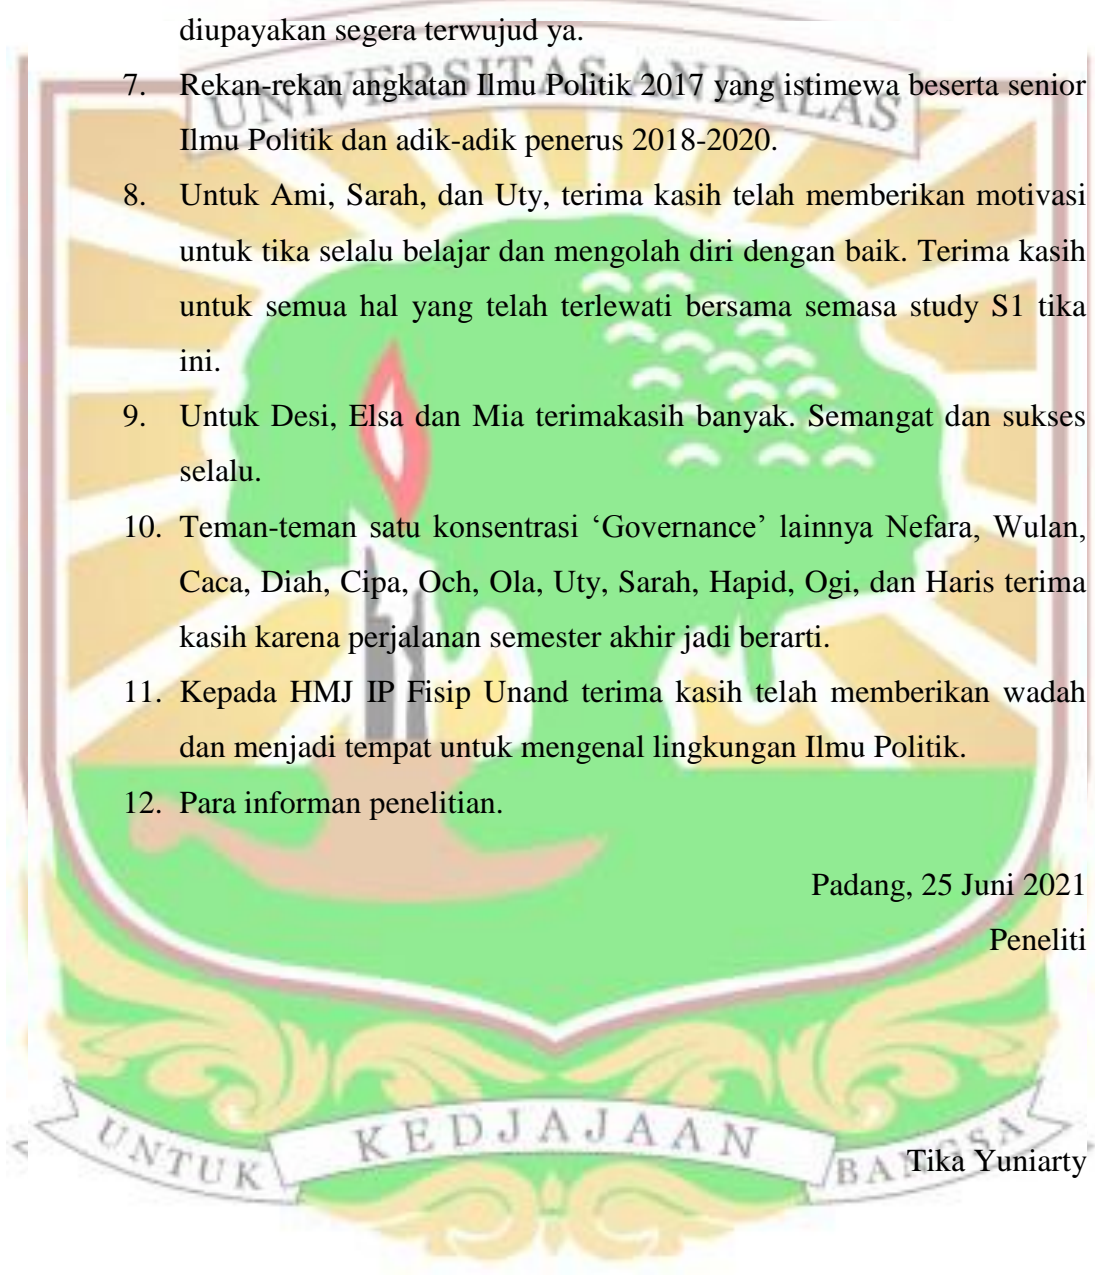 diupayakan segera terwujud ya.
UNIVERSITAS ANDALAS
7. Rekan-rekan angkatan Ilmu Politik 2017 yang istimewa beserta senior
Ilmu Politik dan adik-adik penerus 2018-2020.
8. Untuk Ami, Sarah, dan Uty, terima kasih telah memberikan motivasi
untuk tika selalu belajar dan mengolah diri dengan baik. Terima kasih
untuk semua hal yang telah terlewati bersama semasa study S1 tika
ini.
9. Untuk Desi, Elsa dan Mia terimakasih banyak. Semangat dan sukses
selalu.
10. Teman-teman satu konsentrasi ‘Governance’ lainnya Nefara, Wulan,
Caca, Diah, Cipa, Och, Ola, Uty, Sarah, Hapid, Ogi, dan Haris terima
kasih karena perjalanan semester akhir jadi berarti.
11. Kepada HMJ IP Fisip Unand terima kasih telah memberikan wadah
dan menjadi tempat untuk mengenal lingkungan Ilmu Politik.
12. Para informan penelitian.
Padang, 25 Juni 2021
Peneliti
UNTUK KEDJAJAAN BANGSA
Tika Yuniarty